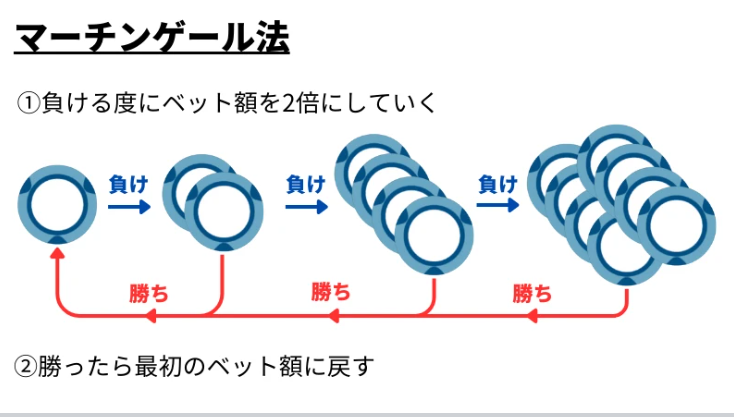 マーチンゲール法
①負ける度にベット額を2倍にしていく
負け
負け
負け
勝ち
勝ち
勝ち
②勝ったら最初のベット額に戻す